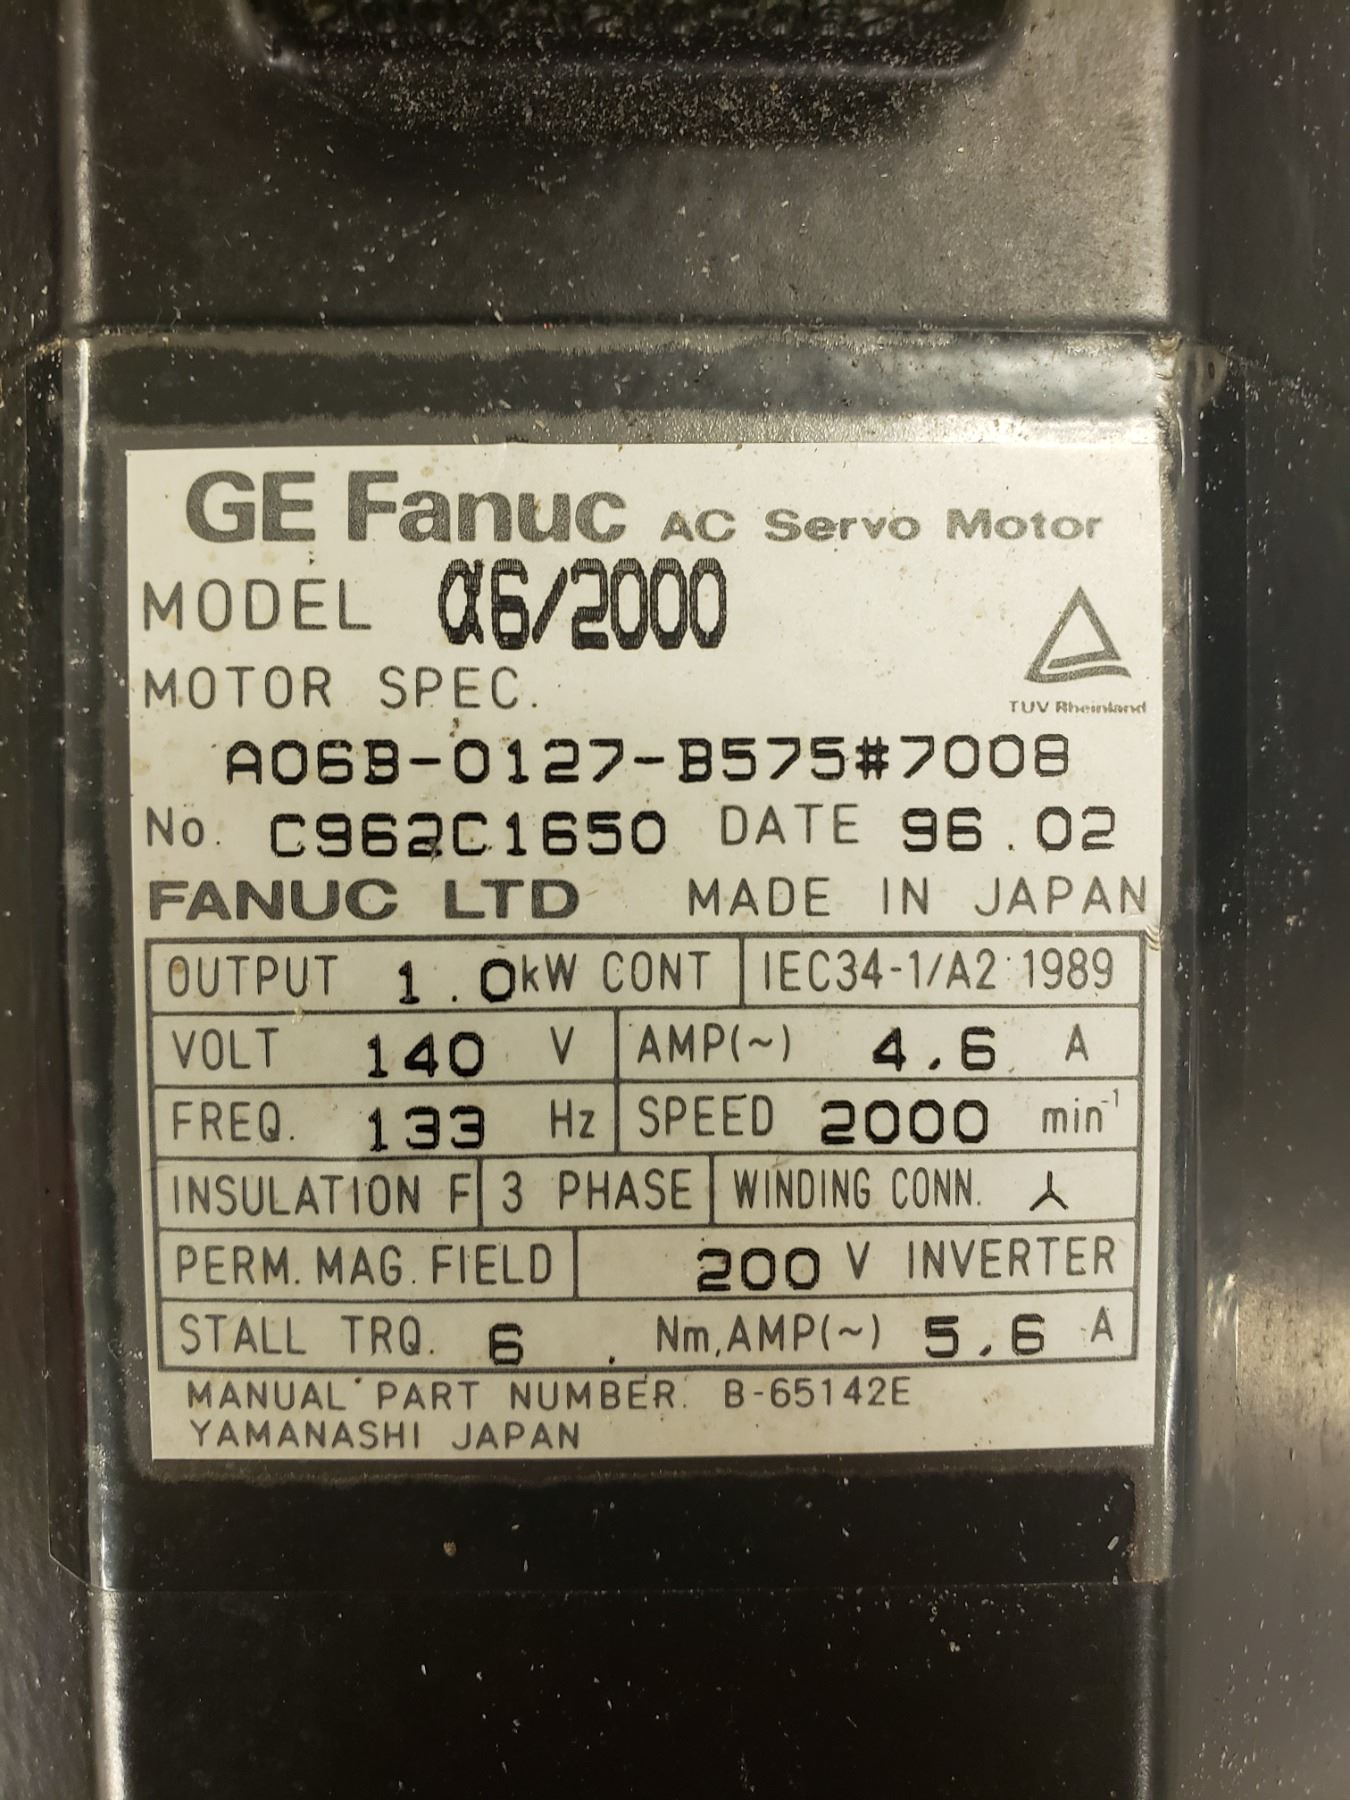 GE Fanuc AC Servo Motor
MODEL α6/2000
TUV Rheinland
MOTOR SPEC.
A06B-0127-B575#7008
No. C962C1650 DATE 96.02
FANUC LTD MADE IN JAPAN
OUTPUT 1.0kW CONT IEC34-1/A2:1989
VOLT 140 V AMP(~) 4.6 A
FREQ. 133 Hz SPEED 2000 min⁻¹
INSULATION F 3 PHASE WINDING CONN. ⅄
PERM. MAG. FIELD 200 V INVERTER
STALL TRQ. 6 . Nm, AMP(~) 5.6 A
MANUAL PART NUMBER. B-65142E
YAMANASHI JAPAN